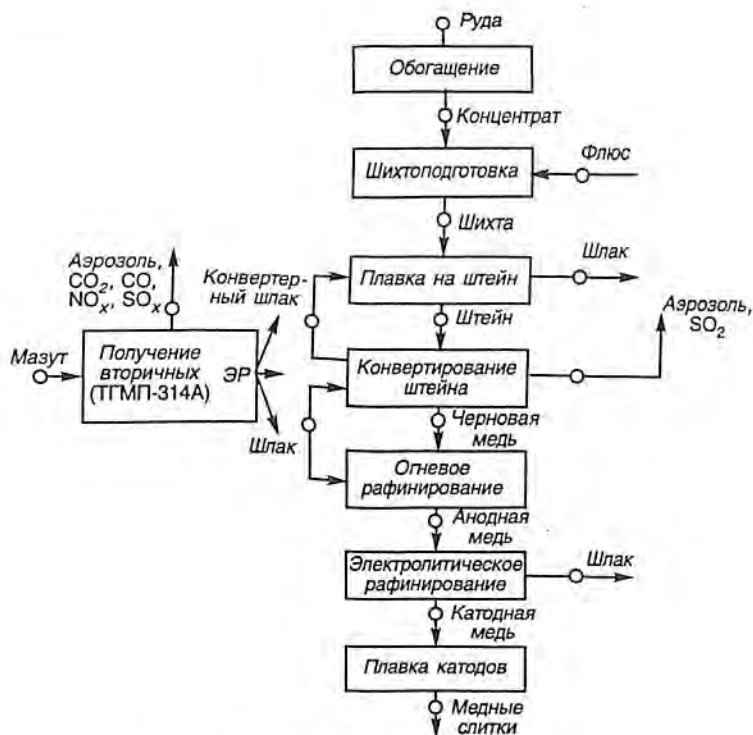 Руда
Обогащение
Концентрат
Шихтоподготовка
Флюс
Шихта
Плавка на штейн
Шлак
Штейн
Аэрозоль,
SO₂
Конвертер-
ный шлак
Конвертирование
штейна
Аэрозоль,
CO₂, CO,
NOₓ, SOₓ
Мазут
Получение
вторичных
(ТГМП-314А)
ЭР
Шлак
Черновая
медь
Огневое
рафинирование
Анодная
медь
Электролитическое
рафинирование
Шлак
Катодная
медь
Плавка катодов
Медные
слитки